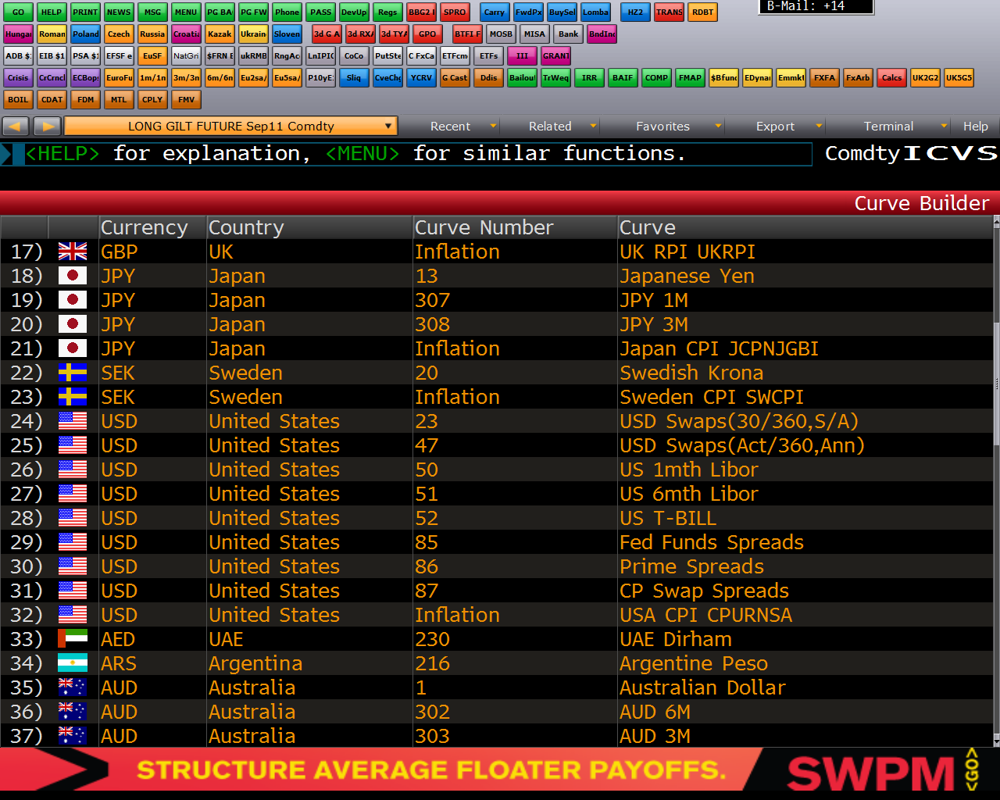 B-Mail: +14
GO HELP PRINT NEWS MSG MENU PG BA PG FW Phone PASS DevUp Regs BBG2 SPRO Carry FwdPx BuySel Lomba HZ2 TRANS RDBT
Hungar Roman Poland Czech Russia Croatia Kazak Ukrain Sloven 3d G A 3d RXA 3d TYA GPO BTFI F MOSB MISA Bank BndInd
ADB $1 EIB $1 PSA $1 EFSF e EuSF NatGri $FRN E ukRMB RngAc LnIPI CoCo PutSte C FxCa ETFcm ETFs III GRANT
Crisis CrCrncl ECBops EuroFu 1m/1n 3m/3n 6m/6n Eu2sa/ Eu5sa/ P10yE Sliq CveChg YCRV G Cast Ddis Bailout TrWeq IRR BAIF COMP FMAP $Bfunc EDynar Emmkt FXFA FxArb Calcs UK2G2 UK5G5
BOIL CDAT FDM MTL CPLY FMV
LONG GILT FUTURE Sep11 Comdty Recent Related Favorites Export Terminal Help
<HELP> for explanation, <MENU> for similar functions. Comdty ICVS
Curve Builder
Currency Country Curve Number Curve
17) GBP UK Inflation UK RPI UKRPI
18) JPY Japan 13 Japanese Yen
19) JPY Japan 307 JPY 1M
20) JPY Japan 308 JPY 3M
21) JPY Japan Inflation Japan CPI JCPNJGBI
22) SEK Sweden 20 Swedish Krona
23) SEK Sweden Inflation Sweden CPI SWCPI
24) USD United States 23 USD Swaps(30/360,S/A)
25) USD United States 47 USD Swaps(Act/360,Ann)
26) USD United States 50 US 1mth Libor
27) USD United States 51 US 6mth Libor
28) USD United States 52 US T-BILL
29) USD United States 85 Fed Funds Spreads
30) USD United States 86 Prime Spreads
31) USD United States 87 CP Swap Spreads
32) USD United States Inflation USA CPI CPURNSA
33) AED UAE 230 UAE Dirham
34) ARS Argentina 216 Argentine Peso
35) AUD Australia 1 Australian Dollar
36) AUD Australia 302 AUD 6M
37) AUD Australia 303 AUD 3M
STRUCTURE AVERAGE FLOATER PAYOFFS. SWPM <GO>